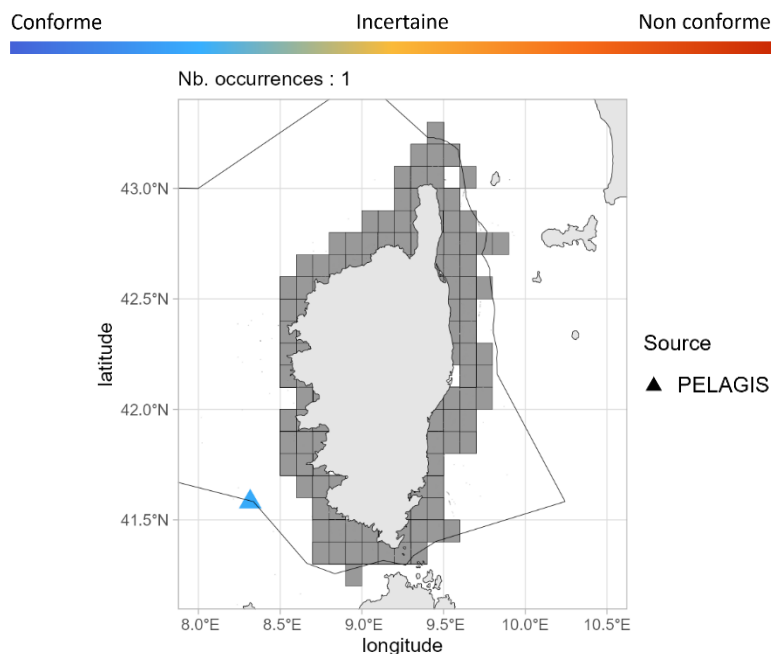 Conforme Incertaine Non conforme
Nb. occurrences : 1
43.0°N
42.5°N
42.0°N
41.5°N
latitude
Source
PELAGIS
8.0°E 8.5°E 9.0°E 9.5°E 10.0°E 10.5°E
longitude